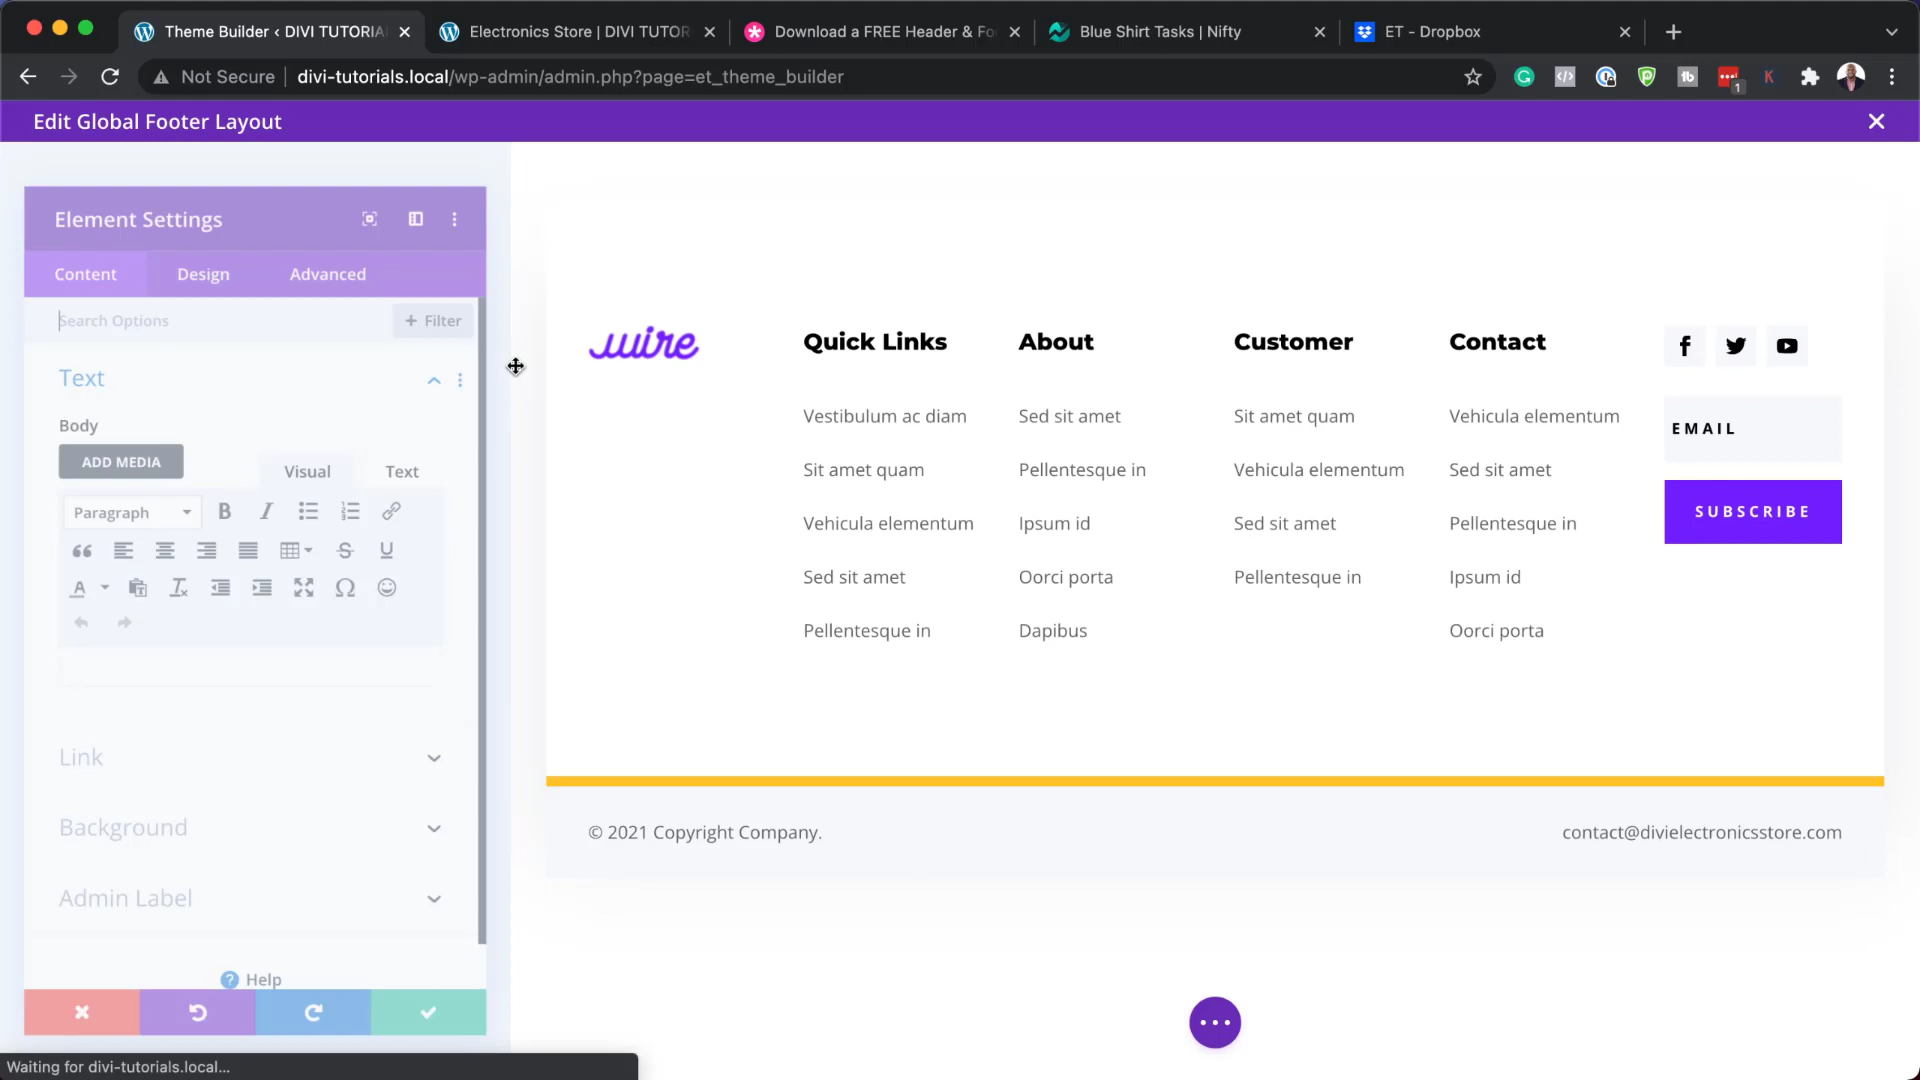 Theme Builder ‹ DIVI TUTORIA
Electronics Store | DIVI TUTOR
Download a FREE Header & Fo
Blue Shirt Tasks | Nifty
ET - Dropbox
Not Secure
divi-tutorials.local/wp-admin/admin.php?page=et_theme_builder
1
Edit Global Footer Layout
Element Settings
Content
Design
Advanced
Search Options
+ Filter
Text
Body
ADD MEDIA
Visual
Text
Paragraph
Link
Background
Admin Label
Help
wire
Quick Links
Vestibulum ac diam
Sit amet quam
Vehicula elementum
Sed sit amet
Pellentesque in
About
Sed sit amet
Pellentesque in
Ipsum id
Oorci porta
Dapibus
Customer
Sit amet quam
Vehicula elementum
Sed sit amet
Pellentesque in
Contact
Vehicula elementum
Sed sit amet
Pellentesque in
Ipsum id
Oorci porta
EMAIL
SUBSCRIBE
© 2021 Copyright Company.
contact@divielectronicsstore.com
Waiting for divi-tutorials.local...